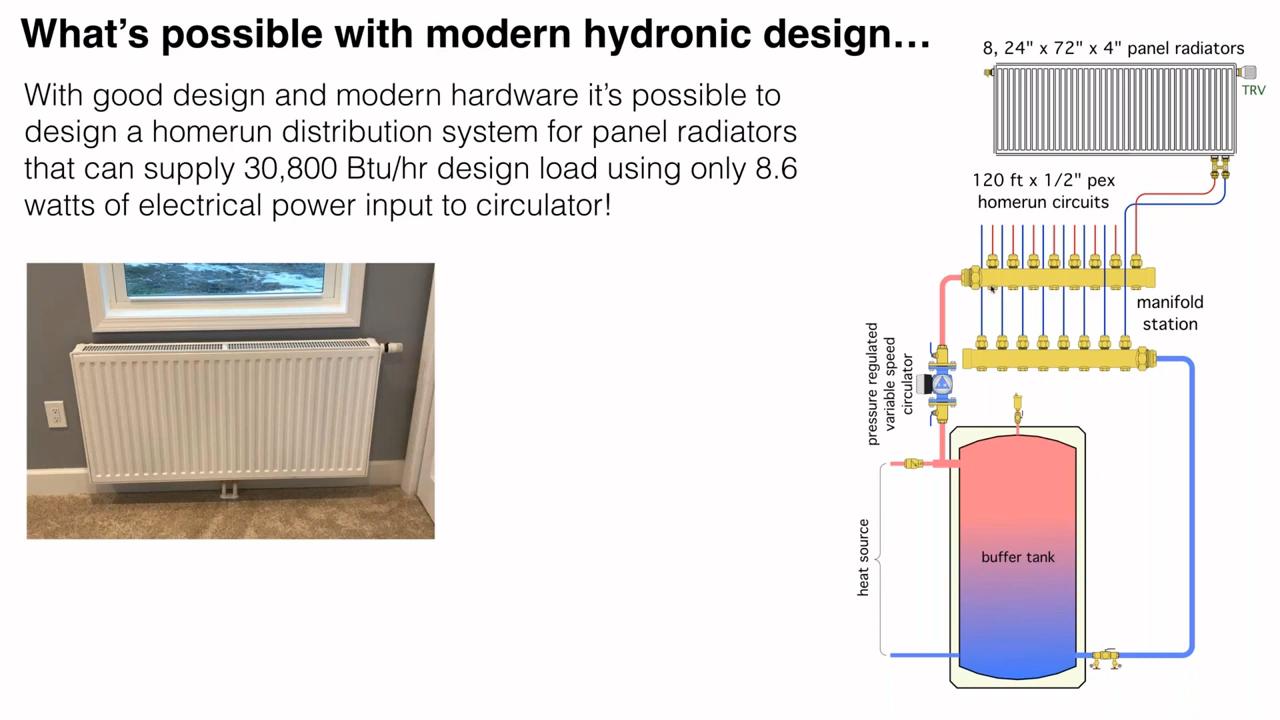 What's possible with modern hydronic design…
With good design and modern hardware it's possible to
design a homerun distribution system for panel radiators
that can supply 30,800 Btu/hr design load using only 8.6
watts of electrical power input to circulator!
8, 24" x 72" x 4" panel radiators
TRV
120 ft x 1/2" pex
homerun circuits
manifold
station
pressure regulated
variable speed
circulator
heat source
buffer tank